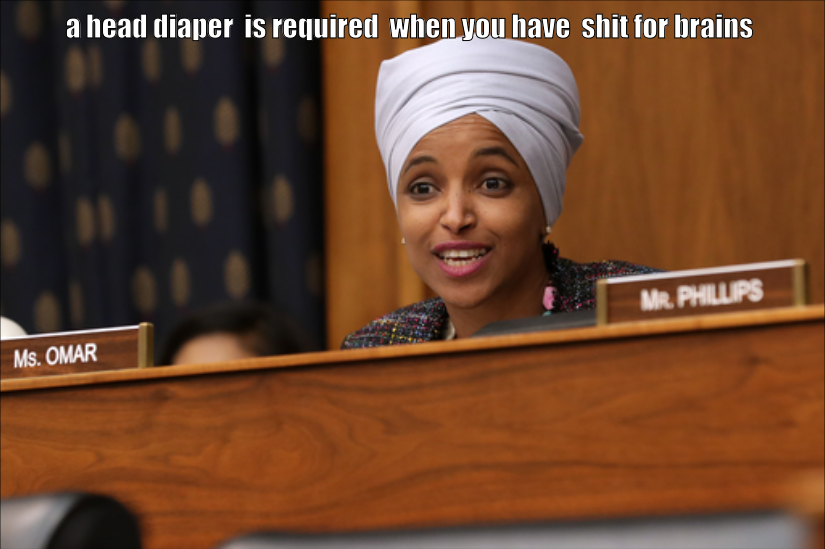 a head diaper is required when you have shit for brains
Ms. OMAR
Mr. PHILLIPS